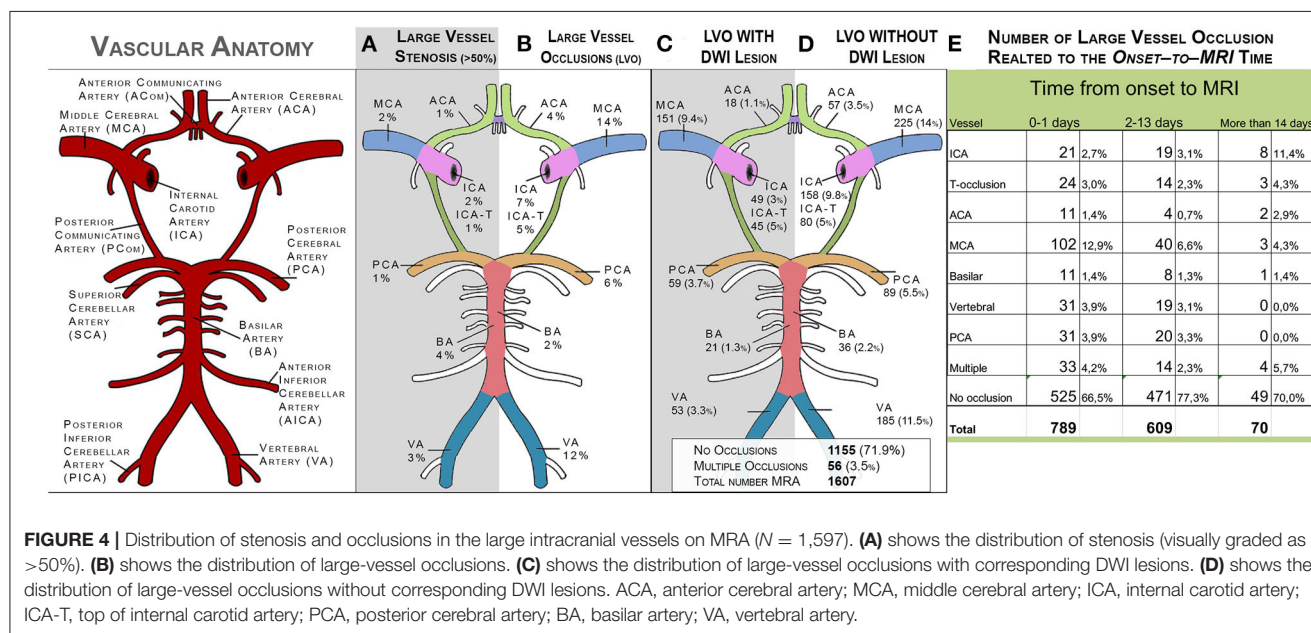 VASCULAR ANATOMY
ANTERIOR COMMUNICATING
ARTERY (ACOM)
ANTERIOR CEREBRAL
ARTERY (ACA)
MIDDLE CEREBRAL
ARTERY (MCA)
INTERNAL
CAROTID
ARTERY
(ICA)
POSTERIOR
COMMUNICATING
ARTERY (PCOM)
POSTERIOR
CEREBRAL
ARTERY
(PCA)
SUPERIOR
CEREBELLAR
ARTERY
(SCA)
BASILAR
ARTERY
(BA)
ANTERIOR
INFERIOR
CEREBELLAR
ARTERY
(AICA)
POSTERIOR
INFERIOR
CEREBELLAR
ARTERY
(PICA)
VERTEBRAL
ARTERY (VA)
A LARGE VESSEL
STENOSIS (>50%)
B LARGE VESSEL
OCCLUSIONS (LVO)
MCA
2%
ACA
1%
ACA
4%
MCA
14%
ICA
2%
ICA-T
1%
ICA
7%
ICA-T
5%
PCA
1%
PCA
6%
BA
4%
BA
2%
VA
3%
VA
12%
C LVO WITH
DWI LESION
D LVO WITHOUT
DWI LESION
MCA
151 (9.4%)
ACA
18 (1.1%)
ACA
57 (3.5%)
MCA
225 (14%)
ICA
49 (3%)
ICA-T
45 (5%)
ICA
158 (9.8%)
ICA-T
80 (5%)
PCA
59 (3.7%)
PCA
89 (5.5%)
BA
21 (1.3%)
BA
36 (2.2%)
VA
53 (3.3%)
VA
185 (11.5%)
NO OCCLUSIONS 1155 (71.9%)
MULTIPLE OCCLUSIONS 56 (3.5%)
TOTAL NUMBER MRA 1607
E NUMBER OF LARGE VESSEL OCCLUSION
REALTED TO THE ONSET–TO–MRI TIME
Time from onset to MRI
Vessel 0-1 days 2-13 days More than 14 days
ICA 21 2,7% 19 3,1% 8 11,4%
T-occlusion 24 3,0% 14 2,3% 3 4,3%
ACA 11 1,4% 4 0,7% 2 2,9%
MCA 102 12,9% 40 6,6% 3 4,3%
Basilar 11 1,4% 8 1,3% 1 1,4%
Vertebral 31 3,9% 19 3,1% 0 0,0%
PCA 31 3,9% 20 3,3% 0 0,0%
Multiple 33 4,2% 14 2,3% 4 5,7%
No occlusion 525 66,5% 471 77,3% 49 70,0%
Total 789 609 70
FIGURE 4 | Distribution of stenosis and occlusions in the large intracranial vessels on MRA (N = 1,597). (A) shows the distribution of stenosis (visually graded as
>50%). (B) shows the distribution of large-vessel occlusions. (C) shows the distribution of large-vessel occlusions with corresponding DWI lesions. (D) shows the
distribution of large-vessel occlusions without corresponding DWI lesions. ACA, anterior cerebral artery; MCA, middle cerebral artery; ICA, internal carotid artery;
ICA-T, top of internal carotid artery; PCA, posterior cerebral artery; BA, basilar artery; VA, vertebral artery.